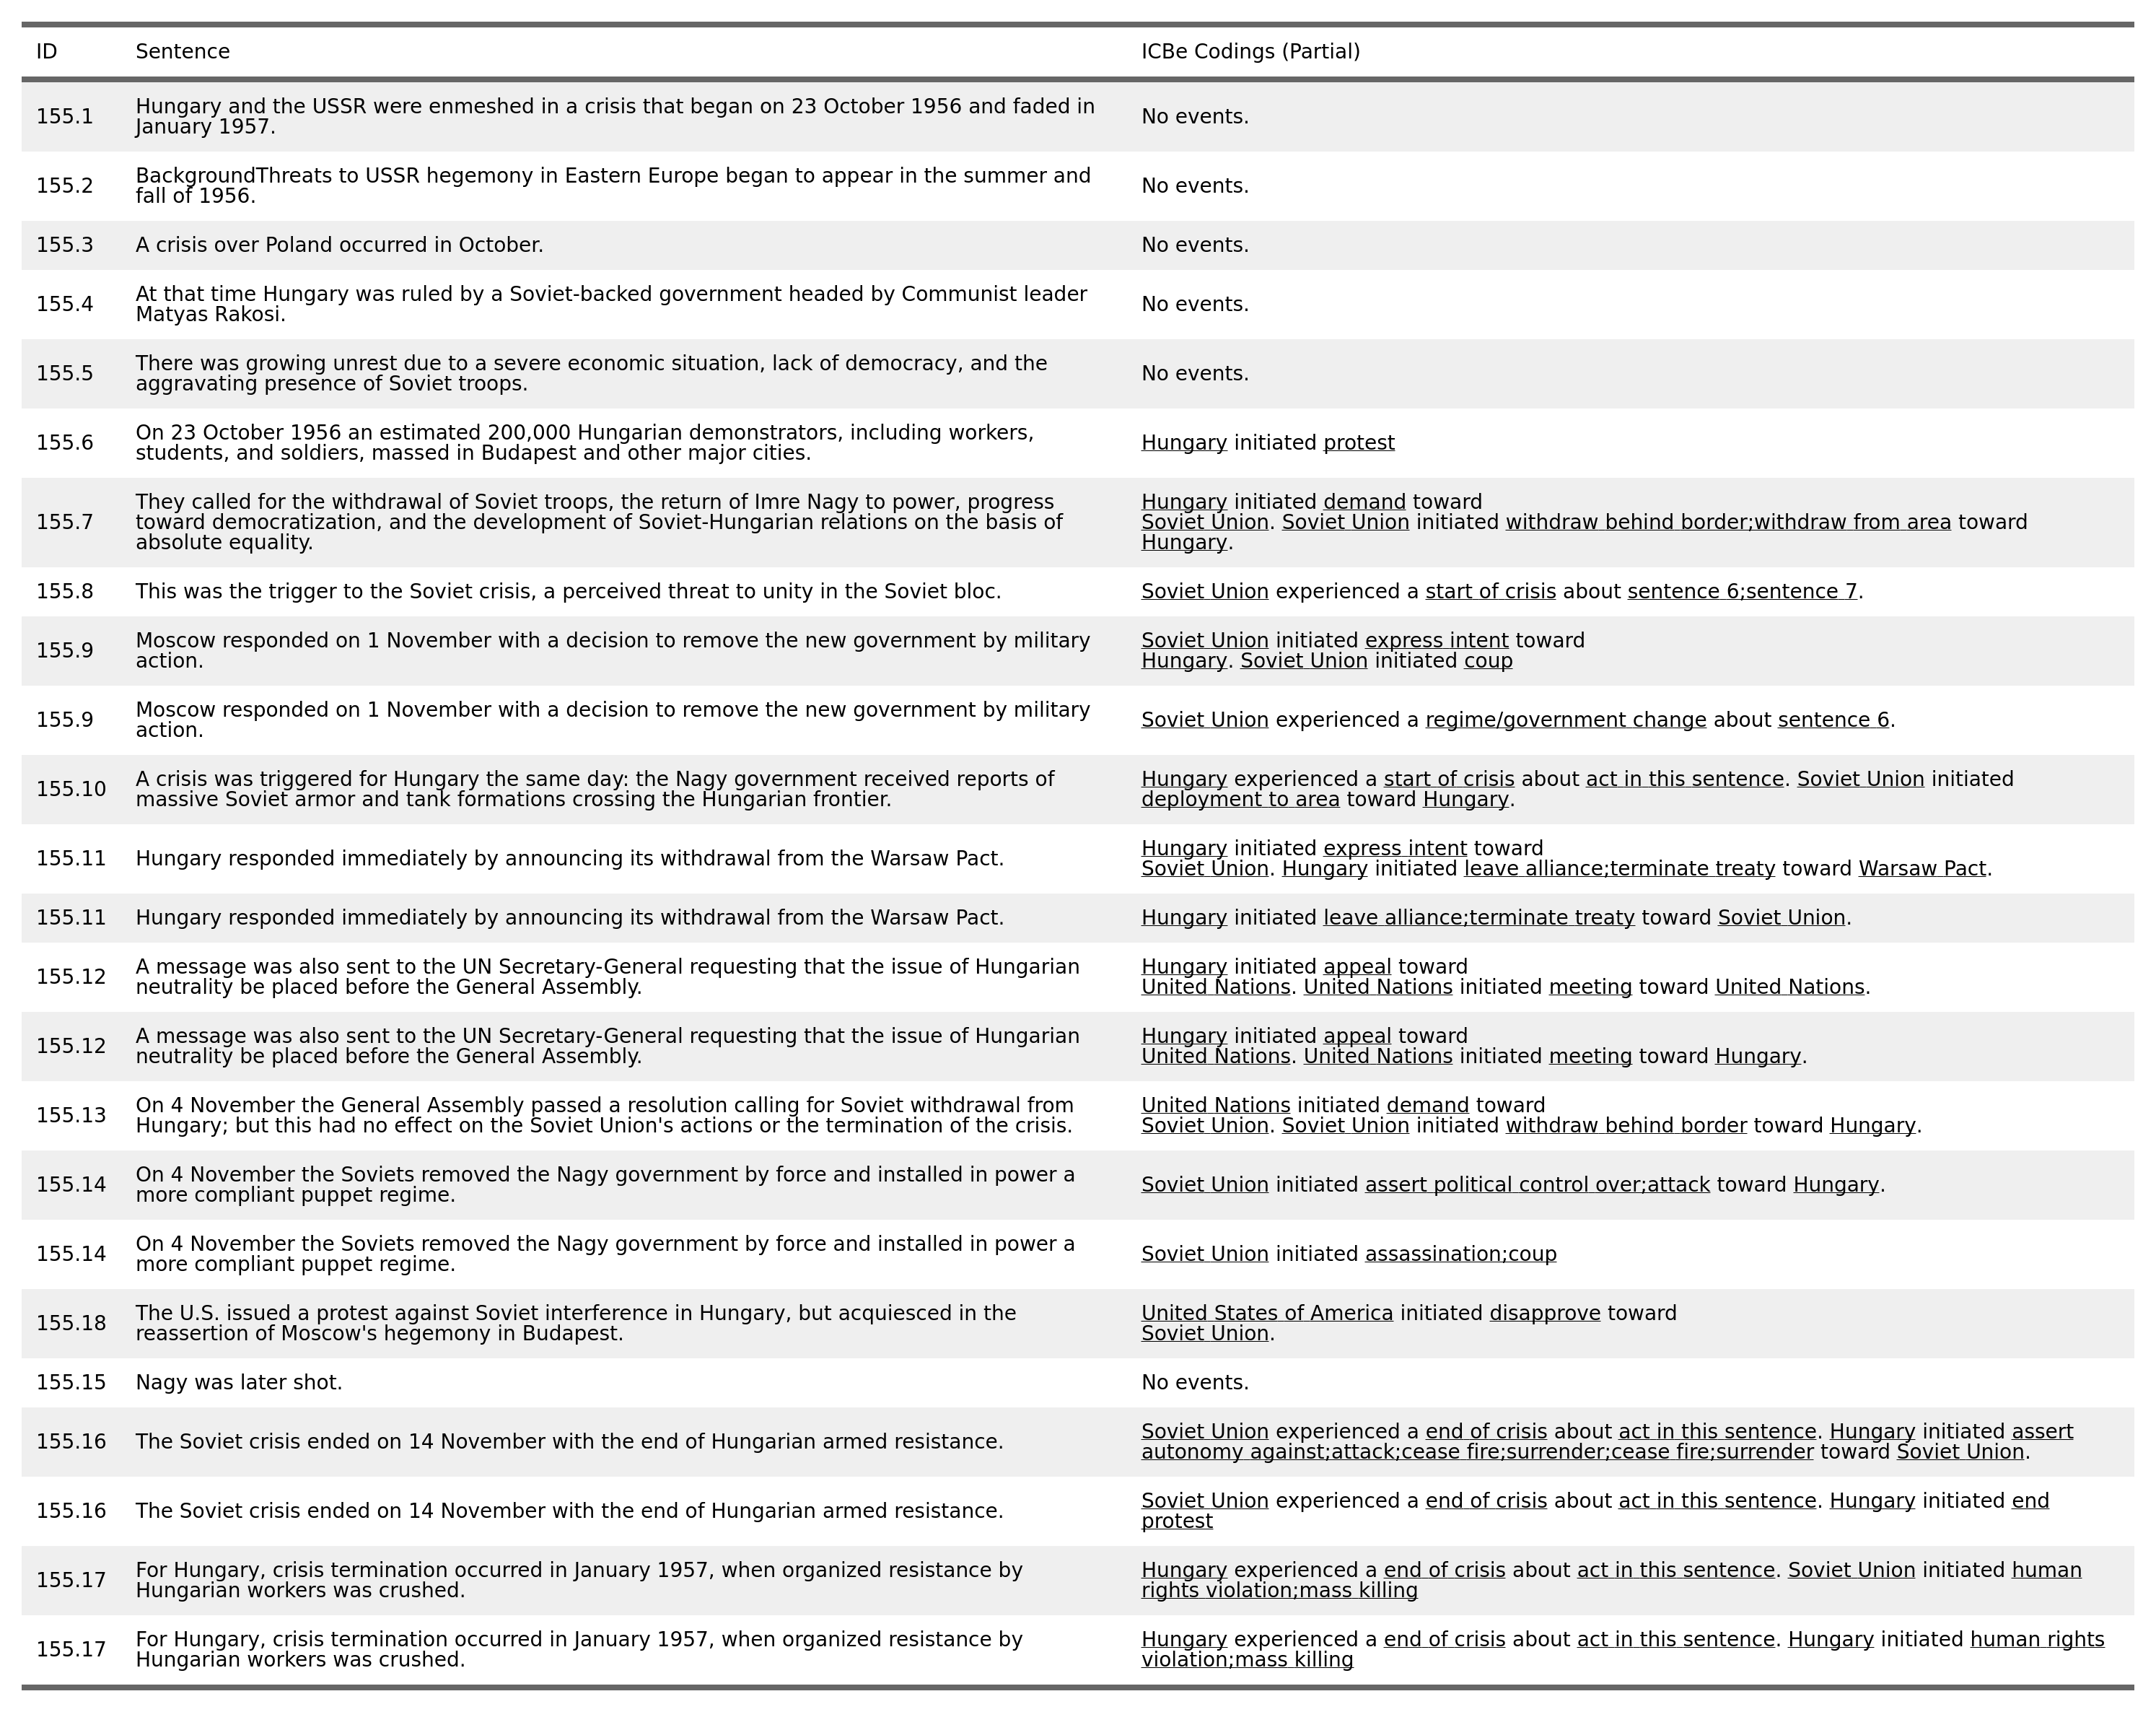 ID Sentence ICBe Codings (Partial)
155.1 Hungary and the USSR were enmeshed in a crisis that began on 23 October 1956 and faded in
January 1957. No events.
155.2 BackgroundThreats to USSR hegemony in Eastern Europe began to appear in the summer and
fall of 1956. No events.
155.3 A crisis over Poland occurred in October. No events.
155.4 At that time Hungary was ruled by a Soviet-backed government headed by Communist leader
Matyas Rakosi. No events.
155.5 There was growing unrest due to a severe economic situation, lack of democracy, and the
aggravating presence of Soviet troops. No events.
155.6 On 23 October 1956 an estimated 200,000 Hungarian demonstrators, including workers,
students, and soldiers, massed in Budapest and other major cities. Hungary initiated protest
155.7 They called for the withdrawal of Soviet troops, the return of Imre Nagy to power, progress
toward democratization, and the development of Soviet-Hungarian relations on the basis of
absolute equality.
Hungary initiated demand toward
Soviet Union. Soviet Union initiated withdraw behind border;withdraw from area toward
Hungary.
155.8 This was the trigger to the Soviet crisis, a perceived threat to unity in the Soviet bloc. Soviet Union experienced a start of crisis about sentence 6;sentence 7.
155.9 Moscow responded on 1 November with a decision to remove the new government by military
action.
Soviet Union initiated express intent toward
Hungary. Soviet Union initiated coup
155.9 Moscow responded on 1 November with a decision to remove the new government by military
action.
Soviet Union experienced a regime/government change about sentence 6.
155.10 A crisis was triggered for Hungary the same day: the Nagy government received reports of
massive Soviet armor and tank formations crossing the Hungarian frontier.
Hungary experienced a start of crisis about act in this sentence. Soviet Union initiated
deployment to area toward Hungary.
155.11 Hungary responded immediately by announcing its withdrawal from the Warsaw Pact.
Hungary initiated express intent toward
Soviet Union. Hungary initiated leave alliance;terminate treaty toward Warsaw Pact.
155.11 Hungary responded immediately by announcing its withdrawal from the Warsaw Pact. Hungary initiated leave alliance;terminate treaty toward Soviet Union.
155.12 A message was also sent to the UN Secretary-General requesting that the issue of Hungarian
neutrality be placed before the General Assembly.
Hungary initiated appeal toward
United Nations. United Nations initiated meeting toward United Nations.
155.12 A message was also sent to the UN Secretary-General requesting that the issue of Hungarian
neutrality be placed before the General Assembly.
Hungary initiated appeal toward
United Nations. United Nations initiated meeting toward Hungary.
155.13 On 4 November the General Assembly passed a resolution calling for Soviet withdrawal from
Hungary; but this had no effect on the Soviet Union's actions or the termination of the crisis.
United Nations initiated demand toward
Soviet Union. Soviet Union initiated withdraw behind border toward Hungary.
155.14 On 4 November the Soviets removed the Nagy government by force and installed in power a
more compliant puppet regime.
Soviet Union initiated assert political control over;attack toward Hungary.
155.14 On 4 November the Soviets removed the Nagy government by force and installed in power a
more compliant puppet regime.
Soviet Union initiated assassination;coup
155.18 The U.S. issued a protest against Soviet interference in Hungary, but acquiesced in the
reassertion of Moscow's hegemony in Budapest.
United States of America initiated disapprove toward
Soviet Union.
155.15 Nagy was later shot. No events.
155.16 The Soviet crisis ended on 14 November with the end of Hungarian armed resistance.
Soviet Union experienced a end of crisis about act in this sentence. Hungary initiated assert
autonomy against;attack;cease fire;surrender;cease fire;surrender toward Soviet Union.
155.16 The Soviet crisis ended on 14 November with the end of Hungarian armed resistance.
Soviet Union experienced a end of crisis about act in this sentence. Hungary initiated end
protest
155.17 For Hungary, crisis termination occurred in January 1957, when organized resistance by
Hungarian workers was crushed.
Hungary experienced a end of crisis about act in this sentence. Soviet Union initiated human
rights violation;mass killing
155.17 For Hungary, crisis termination occurred in January 1957, when organized resistance by
Hungarian workers was crushed.
Hungary experienced a end of crisis about act in this sentence. Hungary initiated human rights
violation;mass killing